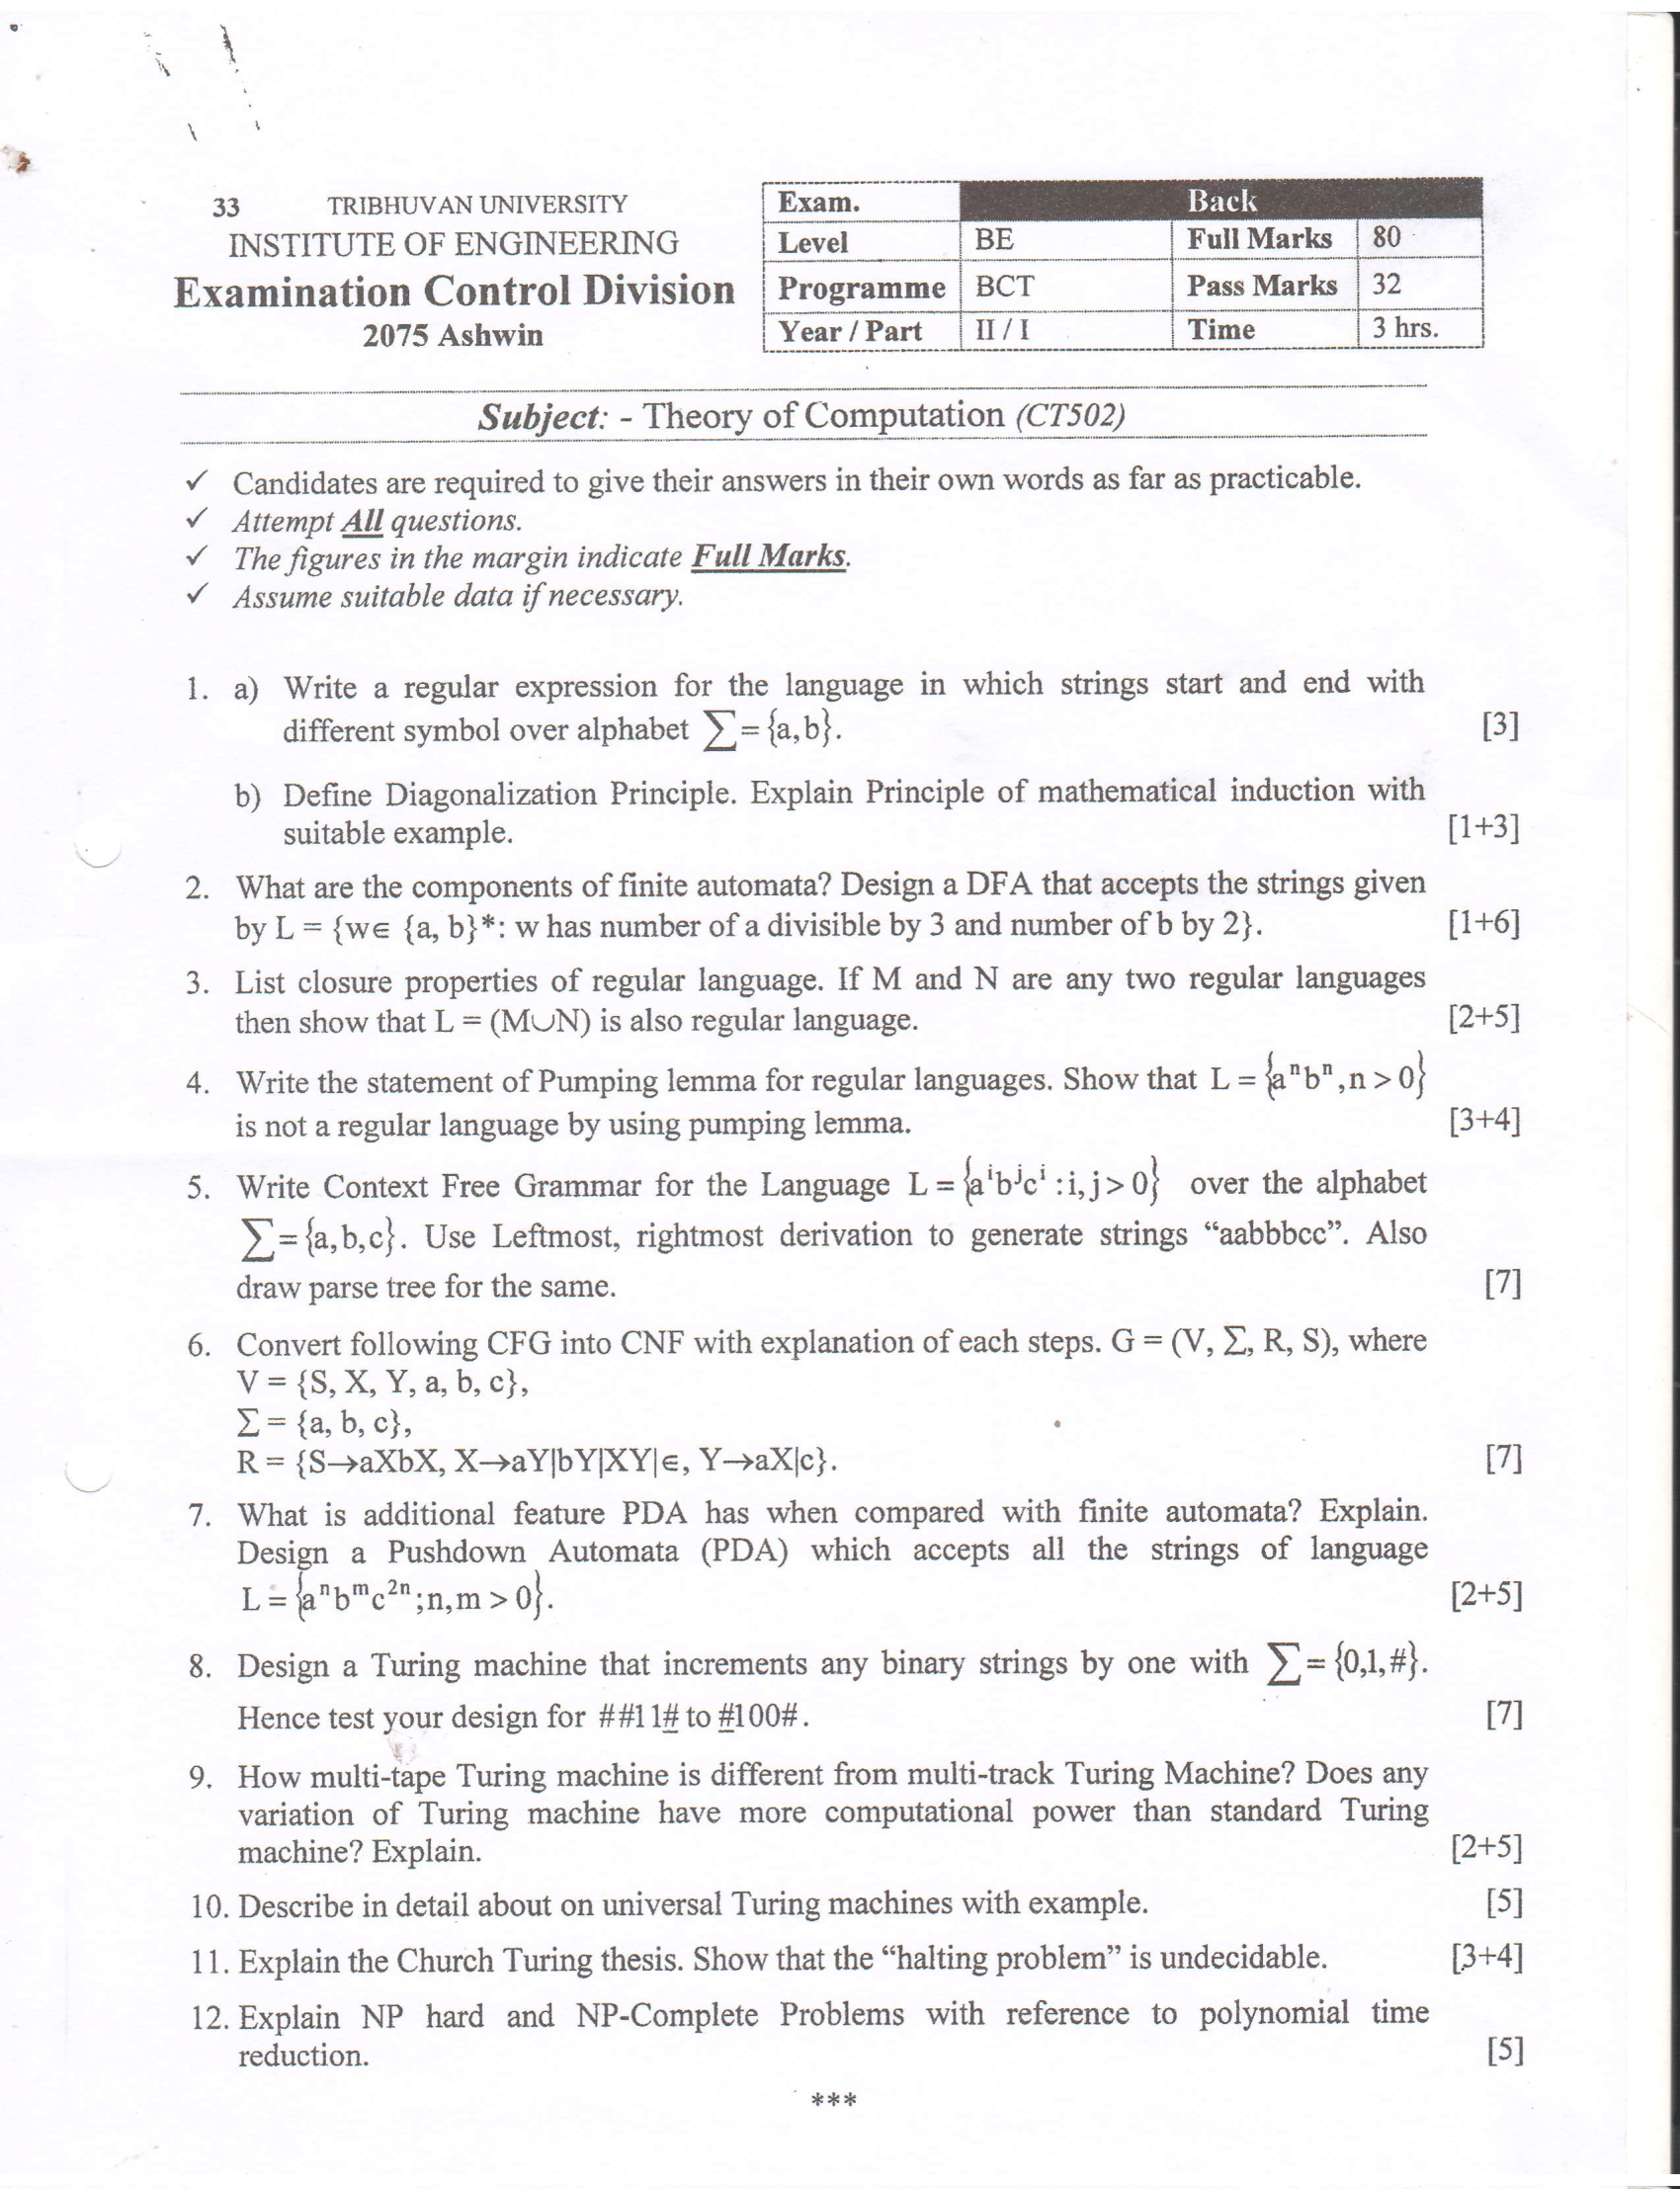 33 TRIBHUVAN UNIVERSITY
INSTITUTE OF ENGINEERING
Examination Control Division
2075 Ashwin
Exam. Back
Level BE Full Marks 80
Programme BCT Pass Marks 32
Year / Part II / I Time 3 hrs.
Subject: - Theory of Computation (CT502)
✓ Candidates are required to give their answers in their own words as far as practicable.
✓ Attempt All questions.
✓ The figures in the margin indicate Full Marks.
✓ Assume suitable data if necessary.
1. a) Write a regular expression for the language in which strings start and end with
different symbol over alphabet ∑= {a,b}. [3]
b) Define Diagonalization Principle. Explain Principle of mathematical induction with
suitable example. [1+3]
2. What are the components of finite automata? Design a DFA that accepts the strings given
by L = {w∈ {a, b}*: w has number of a divisible by 3 and number of b by 2}. [1+6]
3. List closure properties of regular language. If M and N are any two regular languages
then show that L = (M∪N) is also regular language. [2+5]
4. Write the statement of Pumping lemma for regular languages. Show that L = {aⁿbⁿ,n > 0}
is not a regular language by using pumping lemma. [3+4]
5. Write Context Free Grammar for the Language L = {aⁱbʲcⁱ :i, j > 0} over the alphabet
∑= {a,b,c}. Use Leftmost, rightmost derivation to generate strings “aabbbcc”. Also
draw parse tree for the same. [7]
6. Convert following CFG into CNF with explanation of each steps. G = (V, ∑, R, S), where
V = {S, X, Y, a, b, c},
∑ = {a, b, c},
R = {S→aXbX, X→aY|bY|XY|∈, Y→aX|c}. [7]
7. What is additional feature PDA has when compared with finite automata? Explain.
Design a Pushdown Automata (PDA) which accepts all the strings of language
L = {aⁿbᵐc²ⁿ;n,m > 0}. [2+5]
8. Design a Turing machine that increments any binary strings by one with ∑= {0,1,#}.
Hence test your design for ##11# to #100#. [7]
9. How multi-tape Turing machine is different from multi-track Turing Machine? Does any
variation of Turing machine have more computational power than standard Turing
machine? Explain. [2+5]
10. Describe in detail about on universal Turing machines with example. [5]
11. Explain the Church Turing thesis. Show that the “halting problem” is undecidable. [3+4]
12. Explain NP hard and NP-Complete Problems with reference to polynomial time
reduction. [5]
***